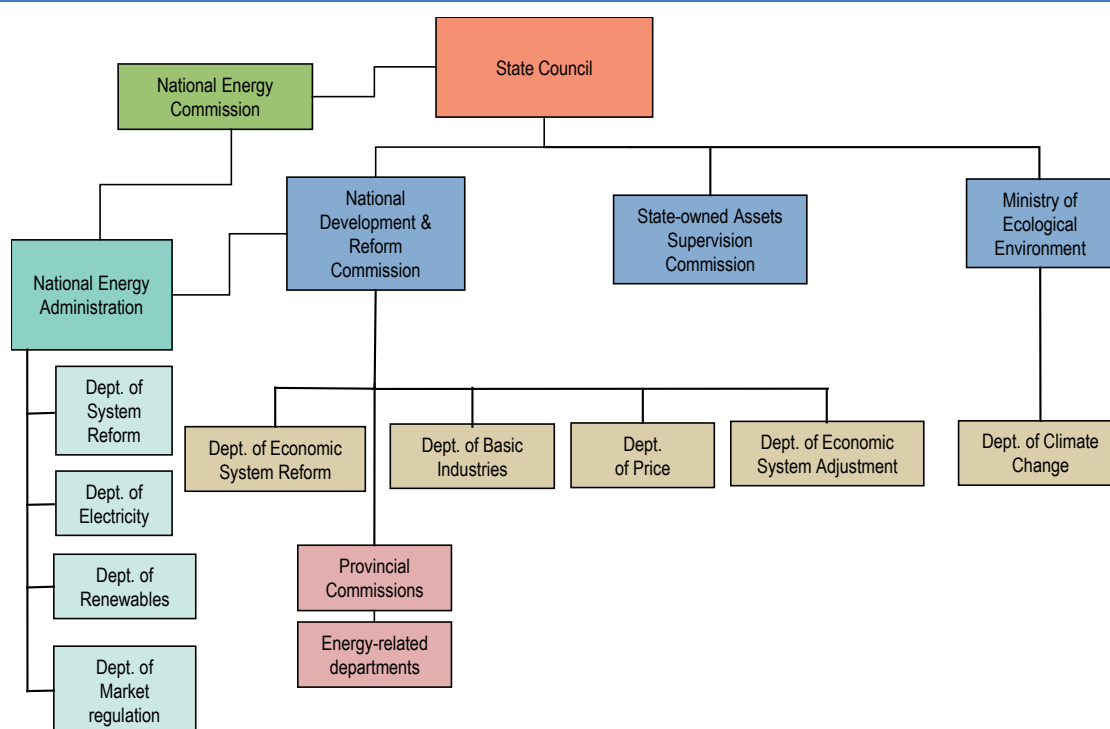 State Council
National Energy
Commission
National
Development &
Reform
Commission
State-owned Assets
Supervision
Commission
Ministry of
Ecological
Environment
National Energy
Administration
Dept. of
System
Reform
Dept. of Economic
System Reform
Dept. of Basic
Industries
Dept.
of Price
Dept. of Economic
System Adjustment
Dept. of Climate
Change
Dept. of
Electricity
Dept. of
Renewables
Provincial
Commissions
Energy-related
departments
Dept. of
Market
regulation